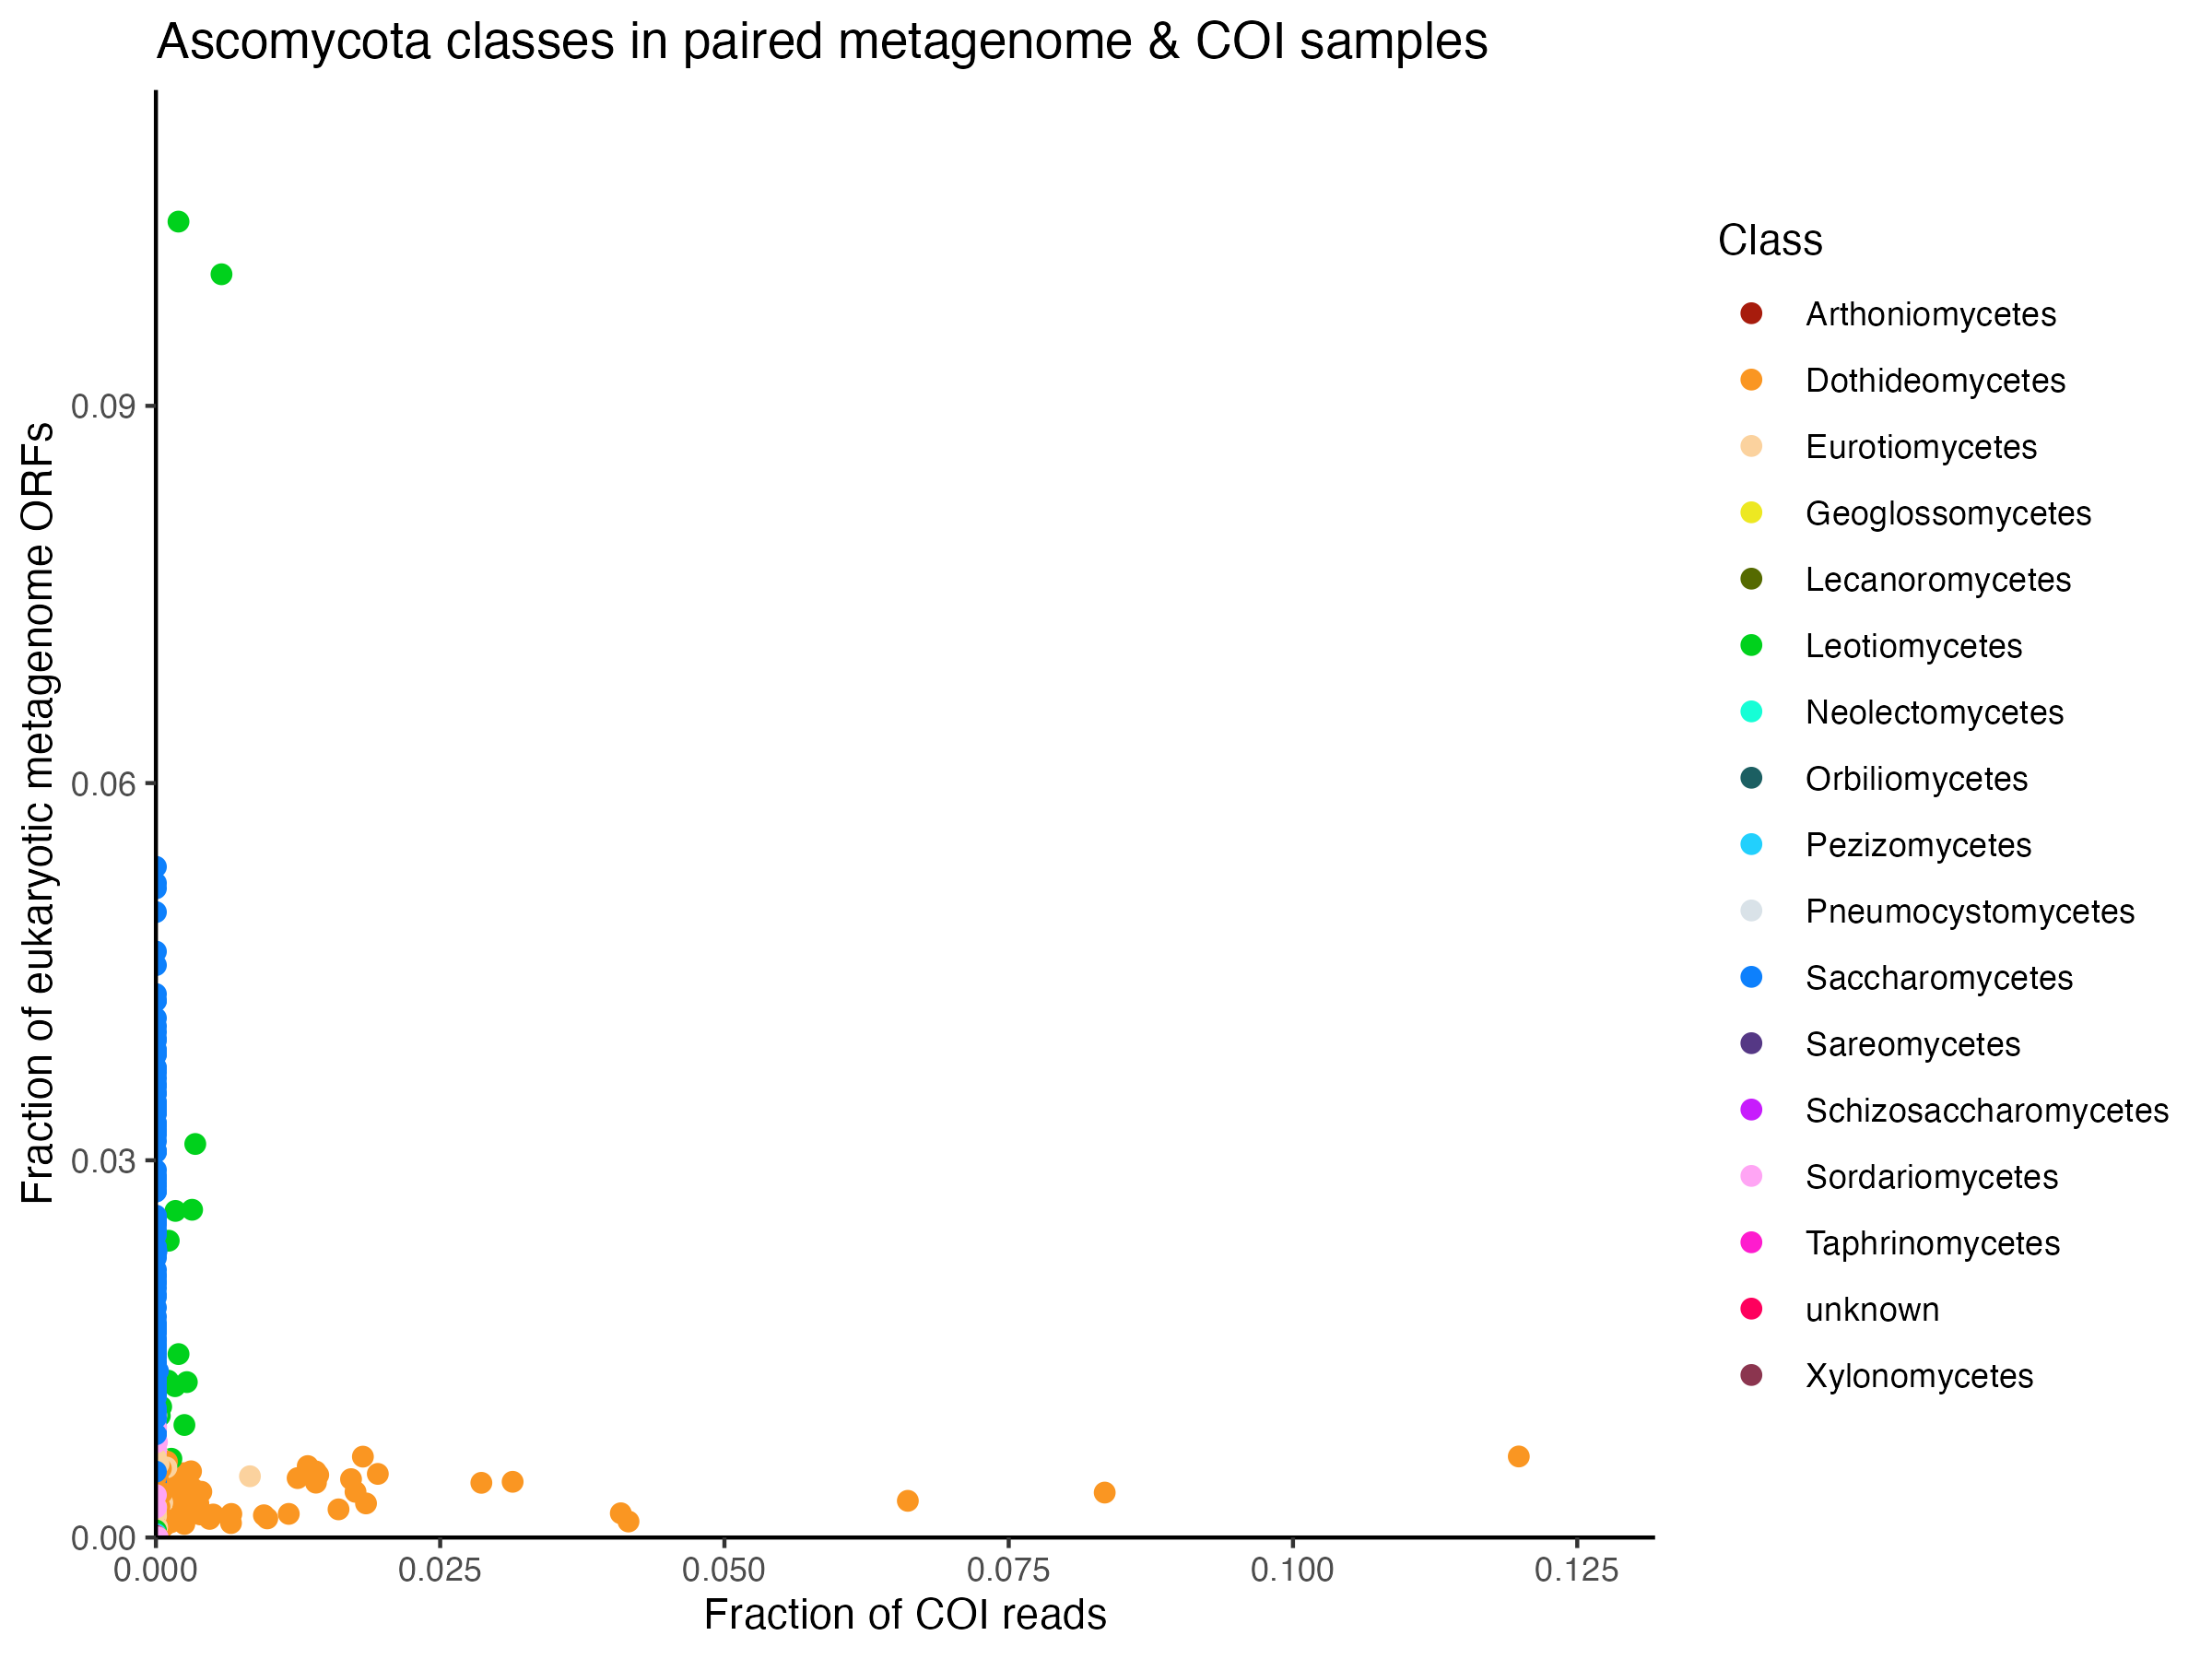 Ascomycota classes in paired metagenome & COI samples
Fraction of eukaryotic metagenome ORFs
0.09
0.06
0.03
0.00
0.000
0.025
0.050
0.075
0.100
0.125
Fraction of COI reads
Class
Arthoniomycetes
Dothideomycetes
Eurotiomycetes
Geoglossomycetes
Lecanoromycetes
Leotiomycetes
Neolectomycetes
Orbiliomycetes
Pezizomycetes
Pneumocystomycetes
Saccharomycetes
Sareomycetes
Schizosaccharomycetes
Sordariomycetes
Taphrinomycetes
unknown
Xylonomycetes